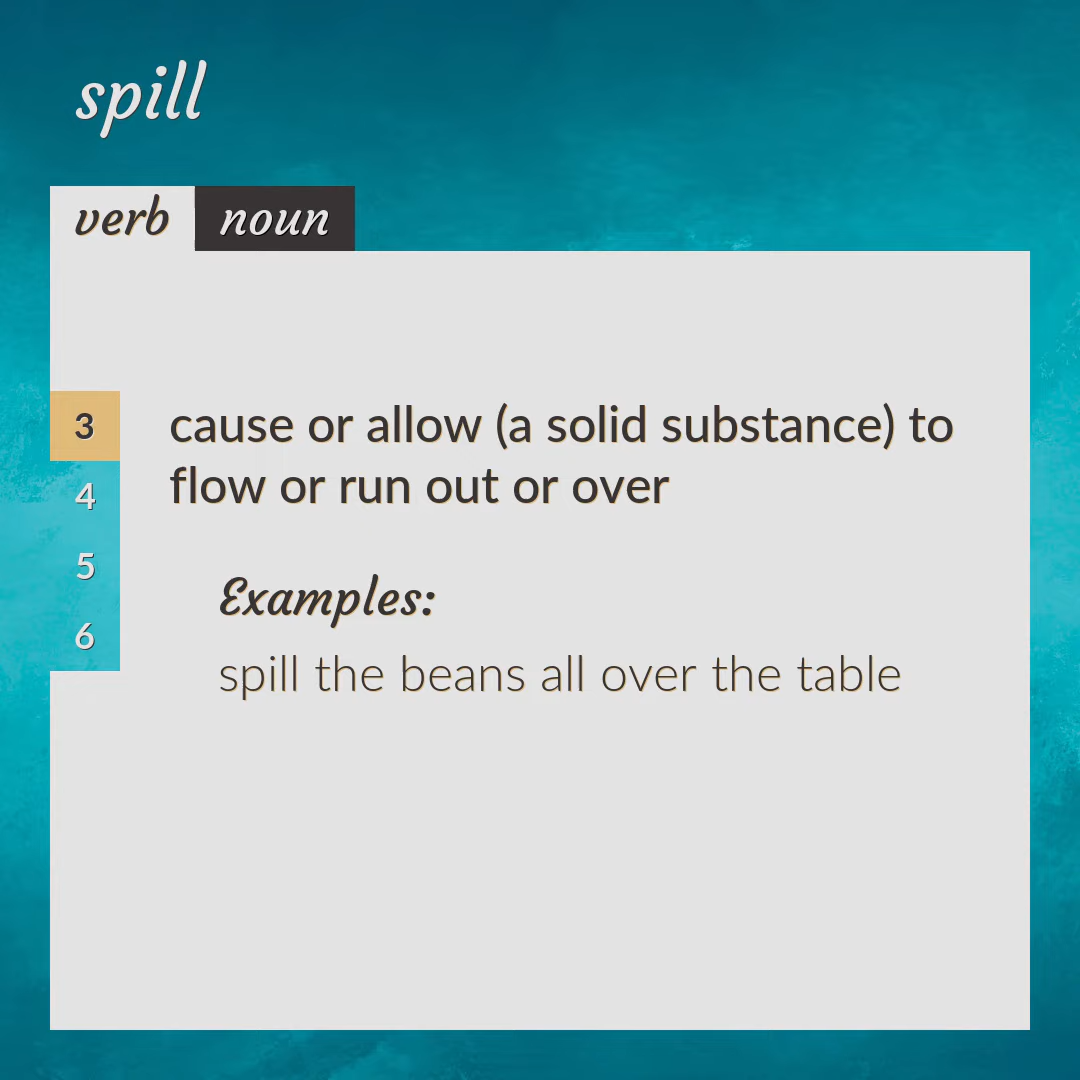 spill
verb noun
3
cause or allow (a solid substance) to
flow or run out or over
4
5
6
Examples:
spill the beans all over the table